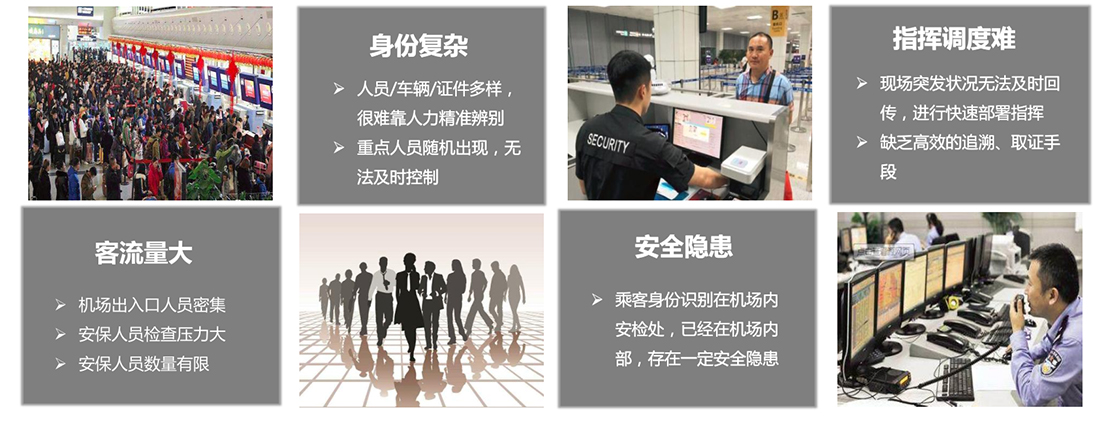 身份复杂
➢ 人员/车辆/证件多样，
很难靠人力精准辨别
➢ 重点人员随机出现，无
法及时控制
B
SECURITY
指挥调度难
➢ 现场突发状况无法及时回
传，进行快速部署指挥
➢ 缺乏高效的追溯、取证手
段
客流量大
➢ 机场出入口人员密集
➢ 安保人员检查压力大
➢ 安保人员数量有限
安全隐患
➢ 乘客身份识别在机场内
安检处，已经在机场内
部，存在一定安全隐患